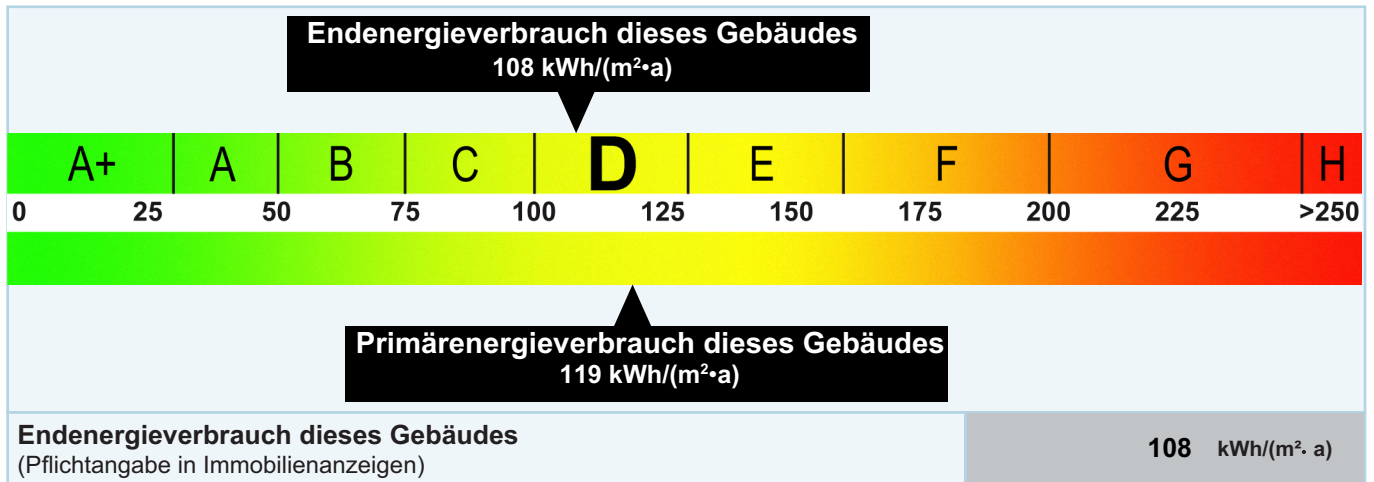 Endenergieverbrauch dieses Gebäudes
108 kWh/(m²•a)
A+ A B C D E F G H
0 25 50 75 100 125 150 175 200 225 >250
Primärenergieverbrauch dieses Gebäudes
119 kWh/(m²•a)
Endenergieverbrauch dieses Gebäudes
(Pflichtangabe in Immobilienanzeigen)
108 kWh/(m²· a)